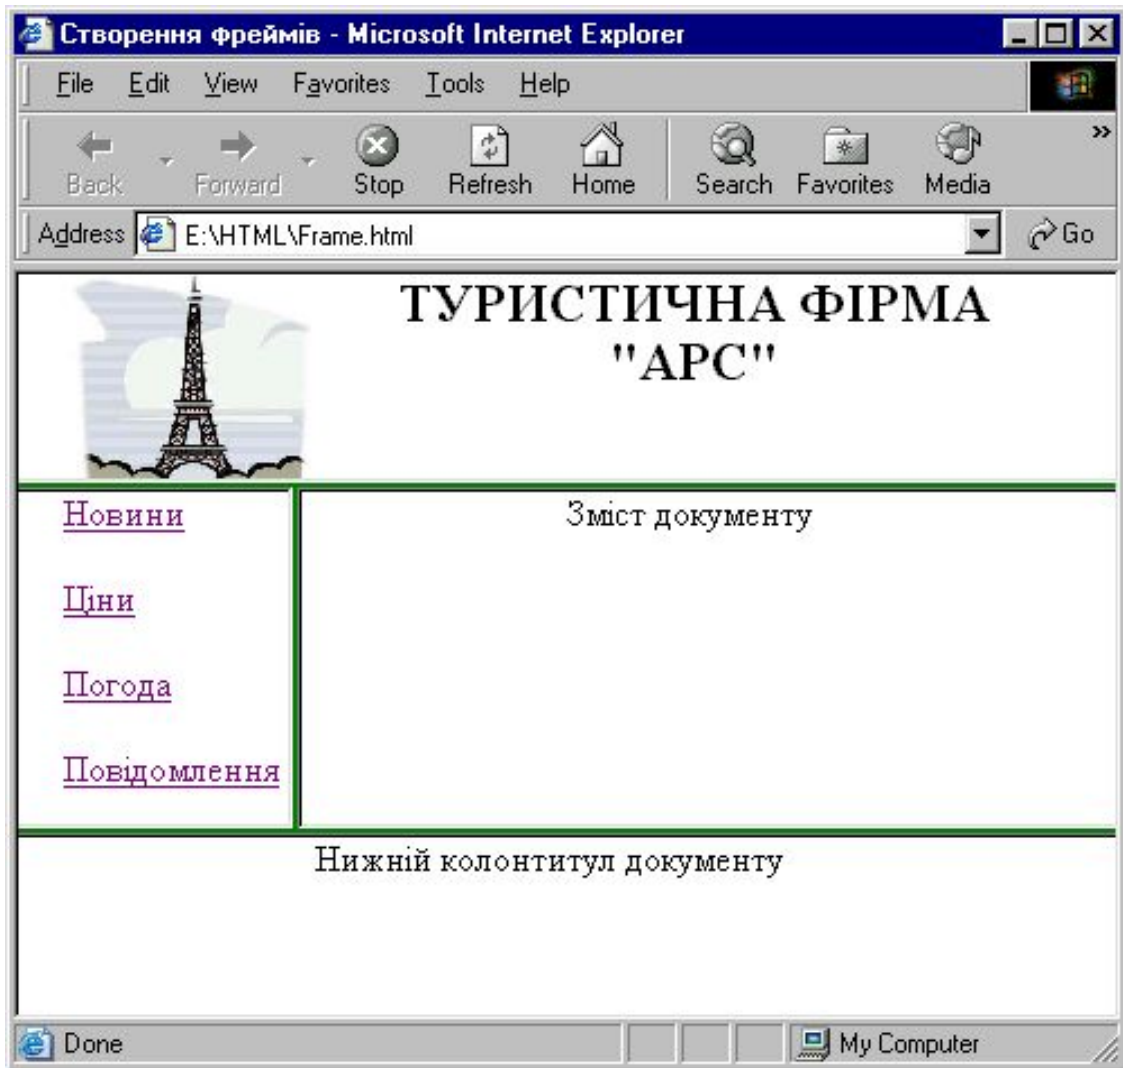 Створення фреймів - Microsoft Internet Explorer
File Edit View Favorites Tools Help
Back Forward Stop Refresh Home Search Favorites Media »
Address E:\HTML\Frame.html Go
ТУРИСТИЧНА ФІРМА
"АРС"
Новини
Ціни
Погода
Повідомлення
Зміст документу
Нижній колонтитул документу
Done My Computer